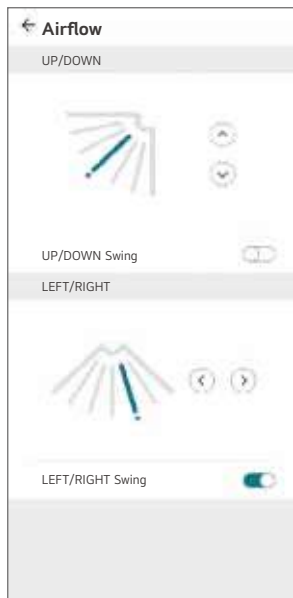 Airflow
UP/DOWN
UP/DOWN Swing
LEFT/RIGHT
LEFT/RIGHT Swing